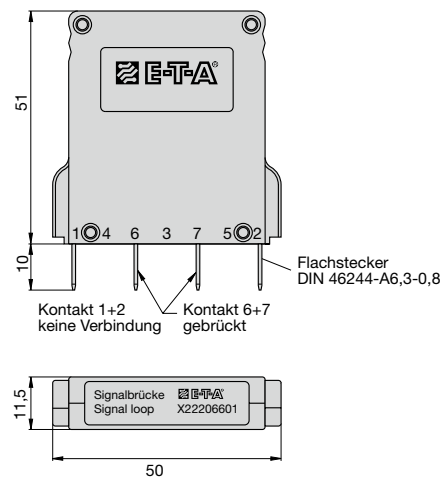 E-T-A®
51
1 4 6 3 7 5 2
10
Flachstecker
DIN 46244-A6,3-0,8
Kontakt 1+2
keine Verbindung
Kontakt 6+7
gebrückt
11,5
Signalbrücke E-T-A®
Signal loop X22206601
50